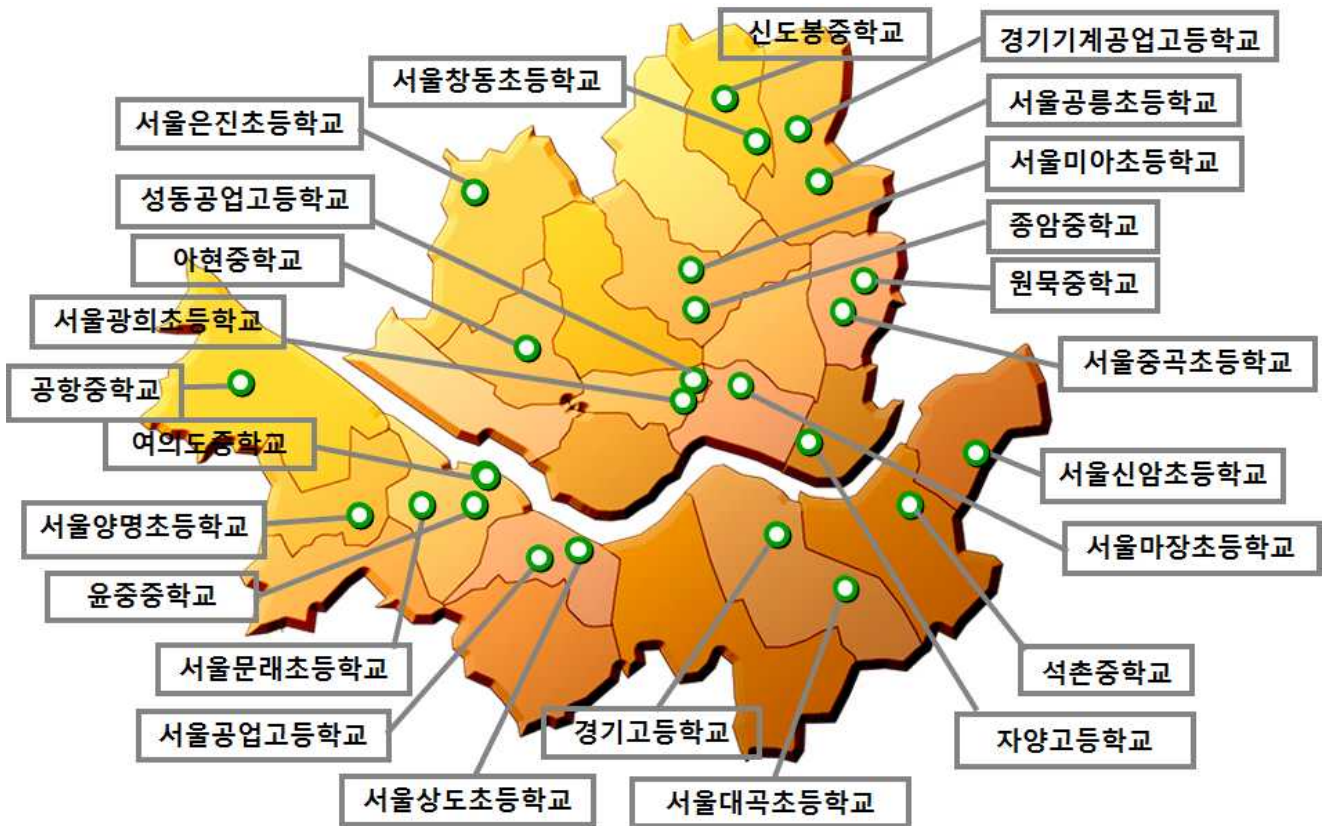 신도봉중학교
경기기계공업고등학교
서울창동초등학교
서울공릉초등학교
서울은진초등학교
서울미아초등학교
성동공업고등학교
종암중학교
아현중학교
원묵중학교
서울광희초등학교
서울중곡초등학교
공항중학교
여의도중학교
서울신암초등학교
서울양명초등학교
서울마장초등학교
윤중중학교
서울문래초등학교
석촌중학교
서울공업고등학교
경기고등학교
자양고등학교
서울상도초등학교
서울대곡초등학교